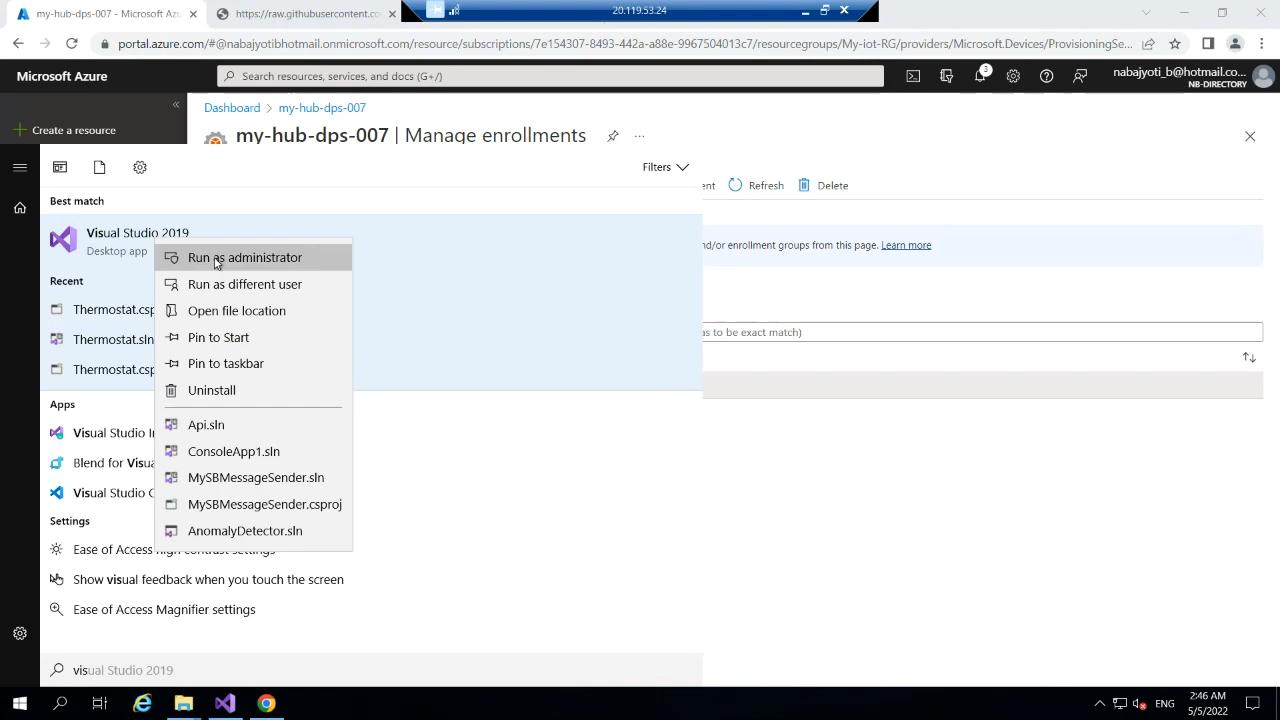 my-hub-dps-007 - Microsoft Azu
https://raw.githubusercontent.co
20.119.53.24
portal.azure.com/#@nabajyotibhotmail.onmicrosoft.com/resource/subscriptions/7e154307-8493-442a-a88e-9967504013c7/resourcegroups/My-iot-RG/providers/Microsoft.Devices/ProvisioningSe...
Microsoft Azure
Search resources, services, and docs (G+/)
3
nabajyoti_b@hotmail.co...
NB-DIRECTORY
«
Create a resource
Dashboard > my-hub-dps-007
my-hub-dps-007 | Manage enrollments
...
Filters
ent
Refresh
Delete
Best match
Visual Studio 2019
Desktop app
nd/or enrollment groups from this page. Learn more
Run as administrator
Run as different user
Open file location
Pin to Start
Pin to taskbar
Uninstall
Api.sln
ConsoleApp1.sln
MySBMessageSender.sln
MySBMessageSender.csproj
AnomalyDetector.sln
Recent
Thermostat.csp
Thermostat.sln
Thermostat.csp
as to be exact match)
Apps
Visual Studio In
Blend for Visua
Visual Studio C
Settings
Ease of Access high contrast settings
Show visual feedback when you touch the screen
Ease of Access Magnifier settings
visual Studio 2019
ENG
2:46 AM
5/5/2022